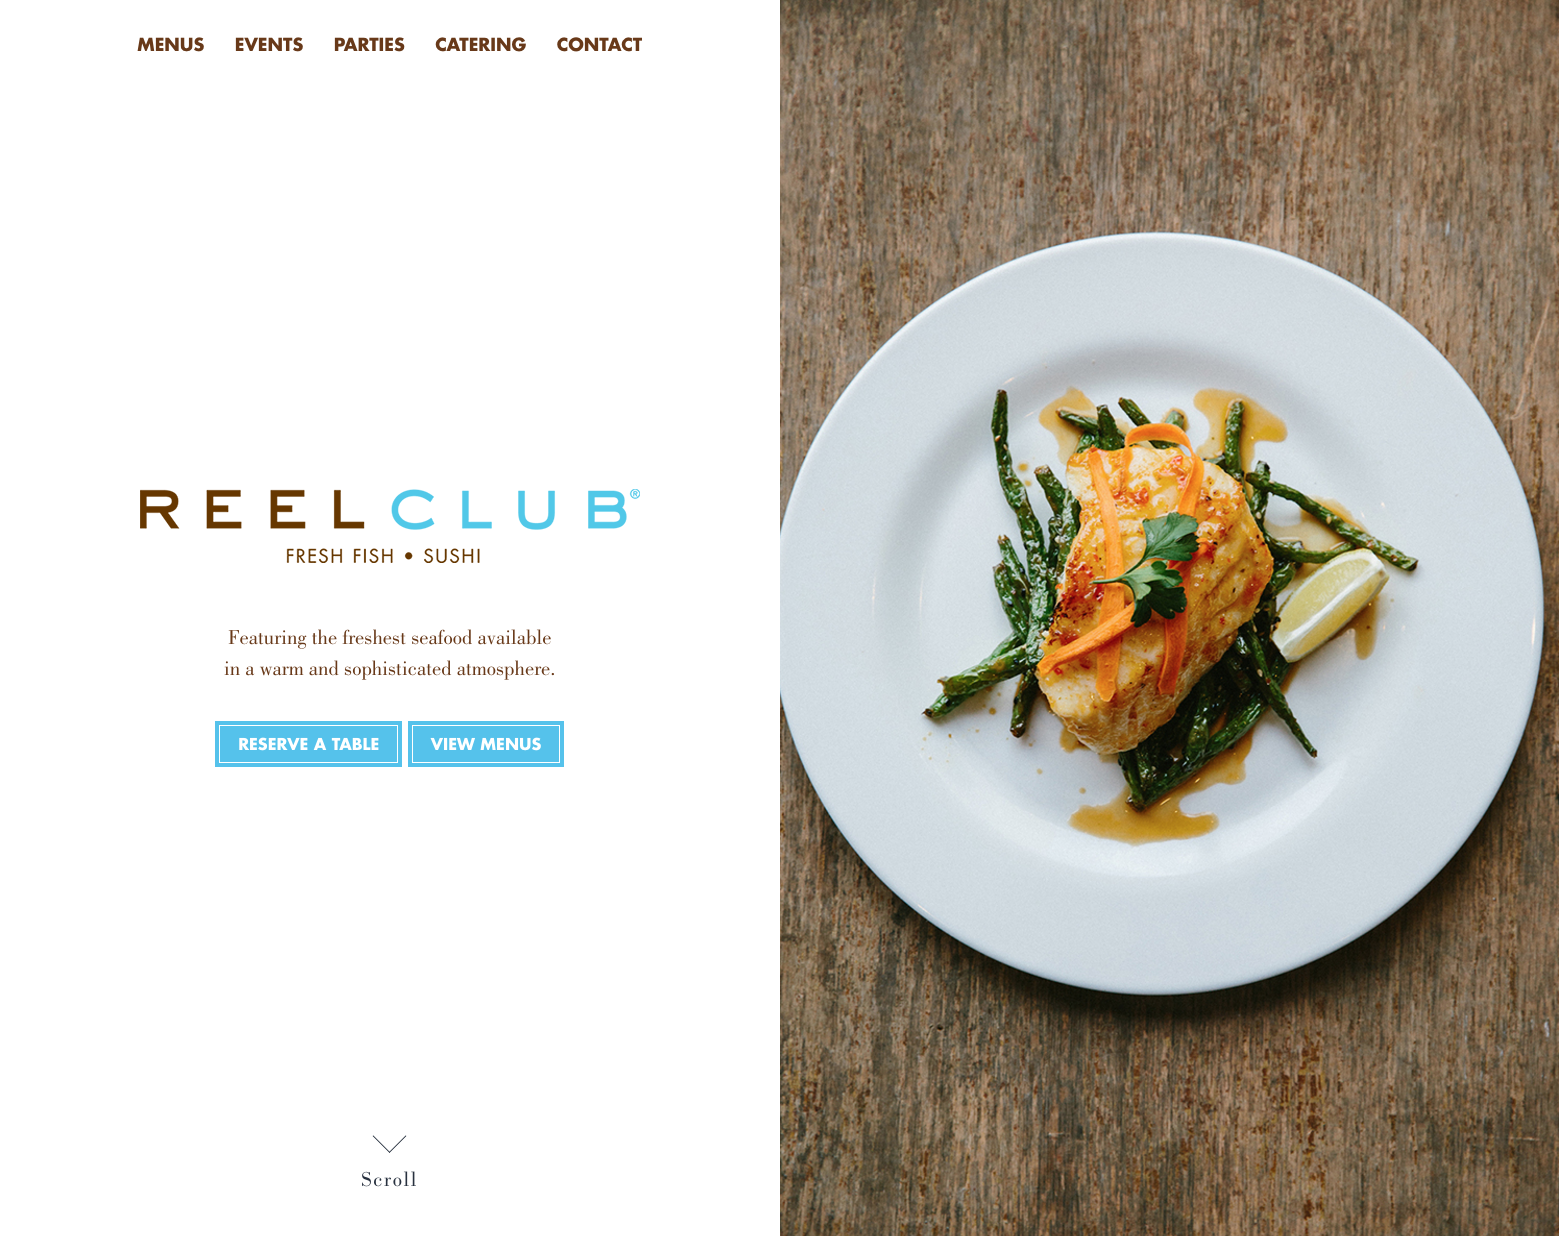 MENUS EVENTS PARTIES CATERING CONTACT
REEL CLUB®
FRESH FISH • SUSHI
Featuring the freshest seafood available
in a warm and sophisticated atmosphere.
RESERVE A TABLE VIEW MENUS
Scroll